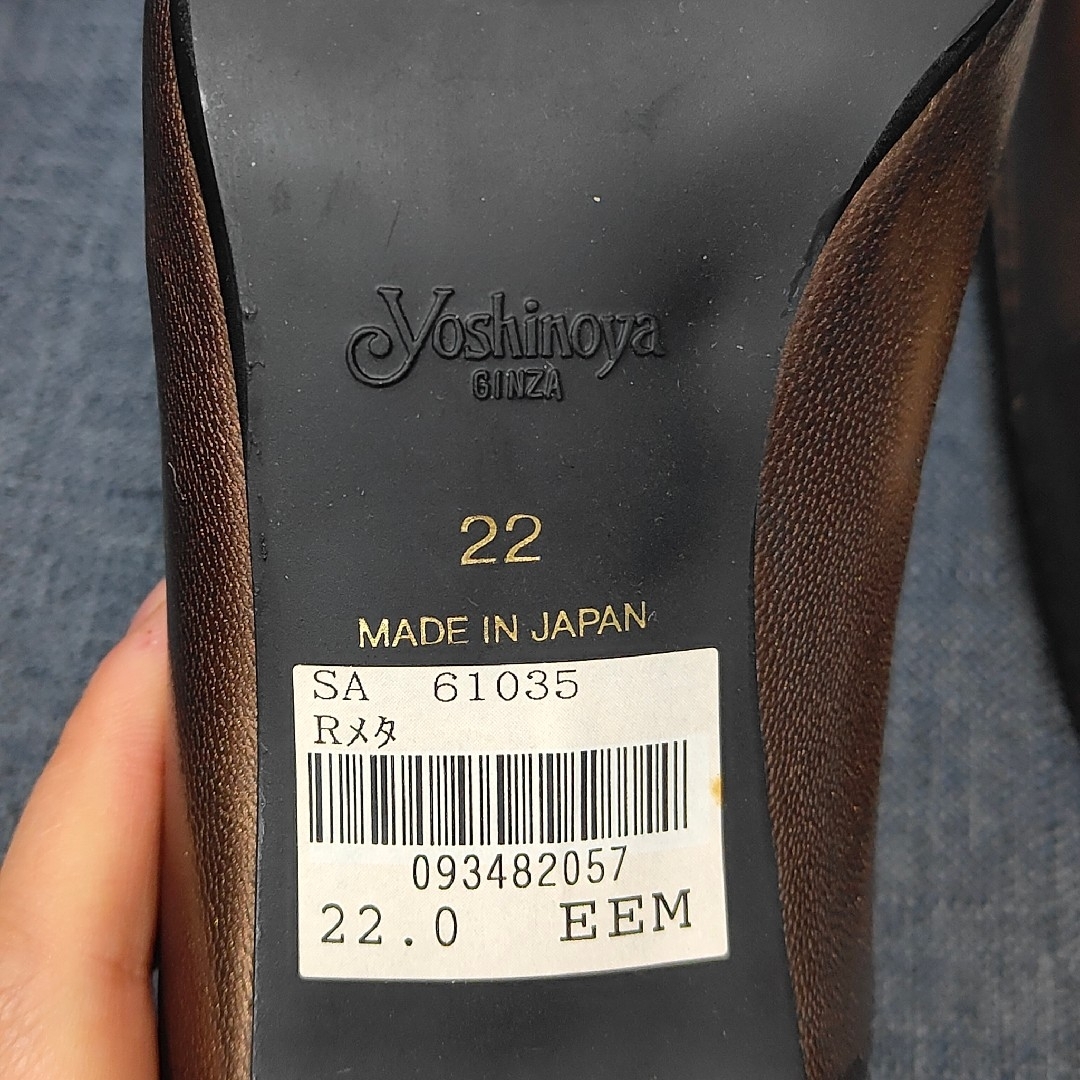 Yoshinoya
GINZA
22
MADE IN JAPAN
SA 61035
Rメタ
093482057
22.0 EEM